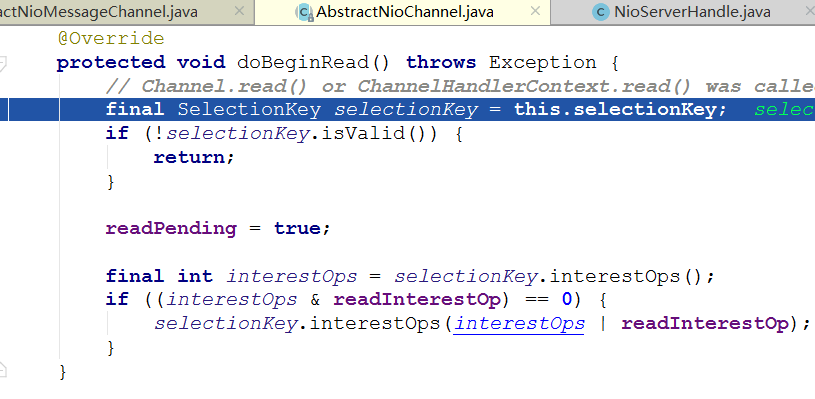 actNioMessageChannel.java × AbstractNioChannel.java × NioServerHandle.java
@Override
protected void doBeginRead() throws Exception {
// Channel.read() or ChannelHandlerContext.read() was calle
final SelectionKey selectionKey = this.selectionKey; selec
if (!selectionKey.isValid()) {
return;
}
readPending = true;
final int interestOps = selectionKey.interestOps();
if ((interestOps & readInterestOp) == 0) {
selectionKey.interestOps(interestOps | readInterestOp);
}
}